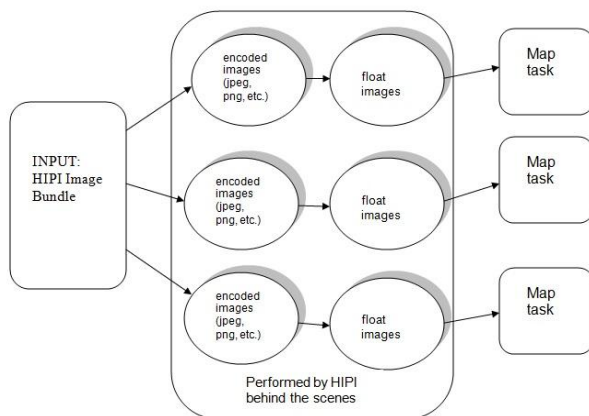 encoded
images
(jpeg,
png, etc.)
float
images
Map
task
INPUT:
HIPI Image
Bundle
encoded
images
(jpeg,
png, etc.)
float
images
Map
task
encoded
images
(jpeg,
png, etc.)
float
images
Map
task
Performed by HIPI
behind the scenes